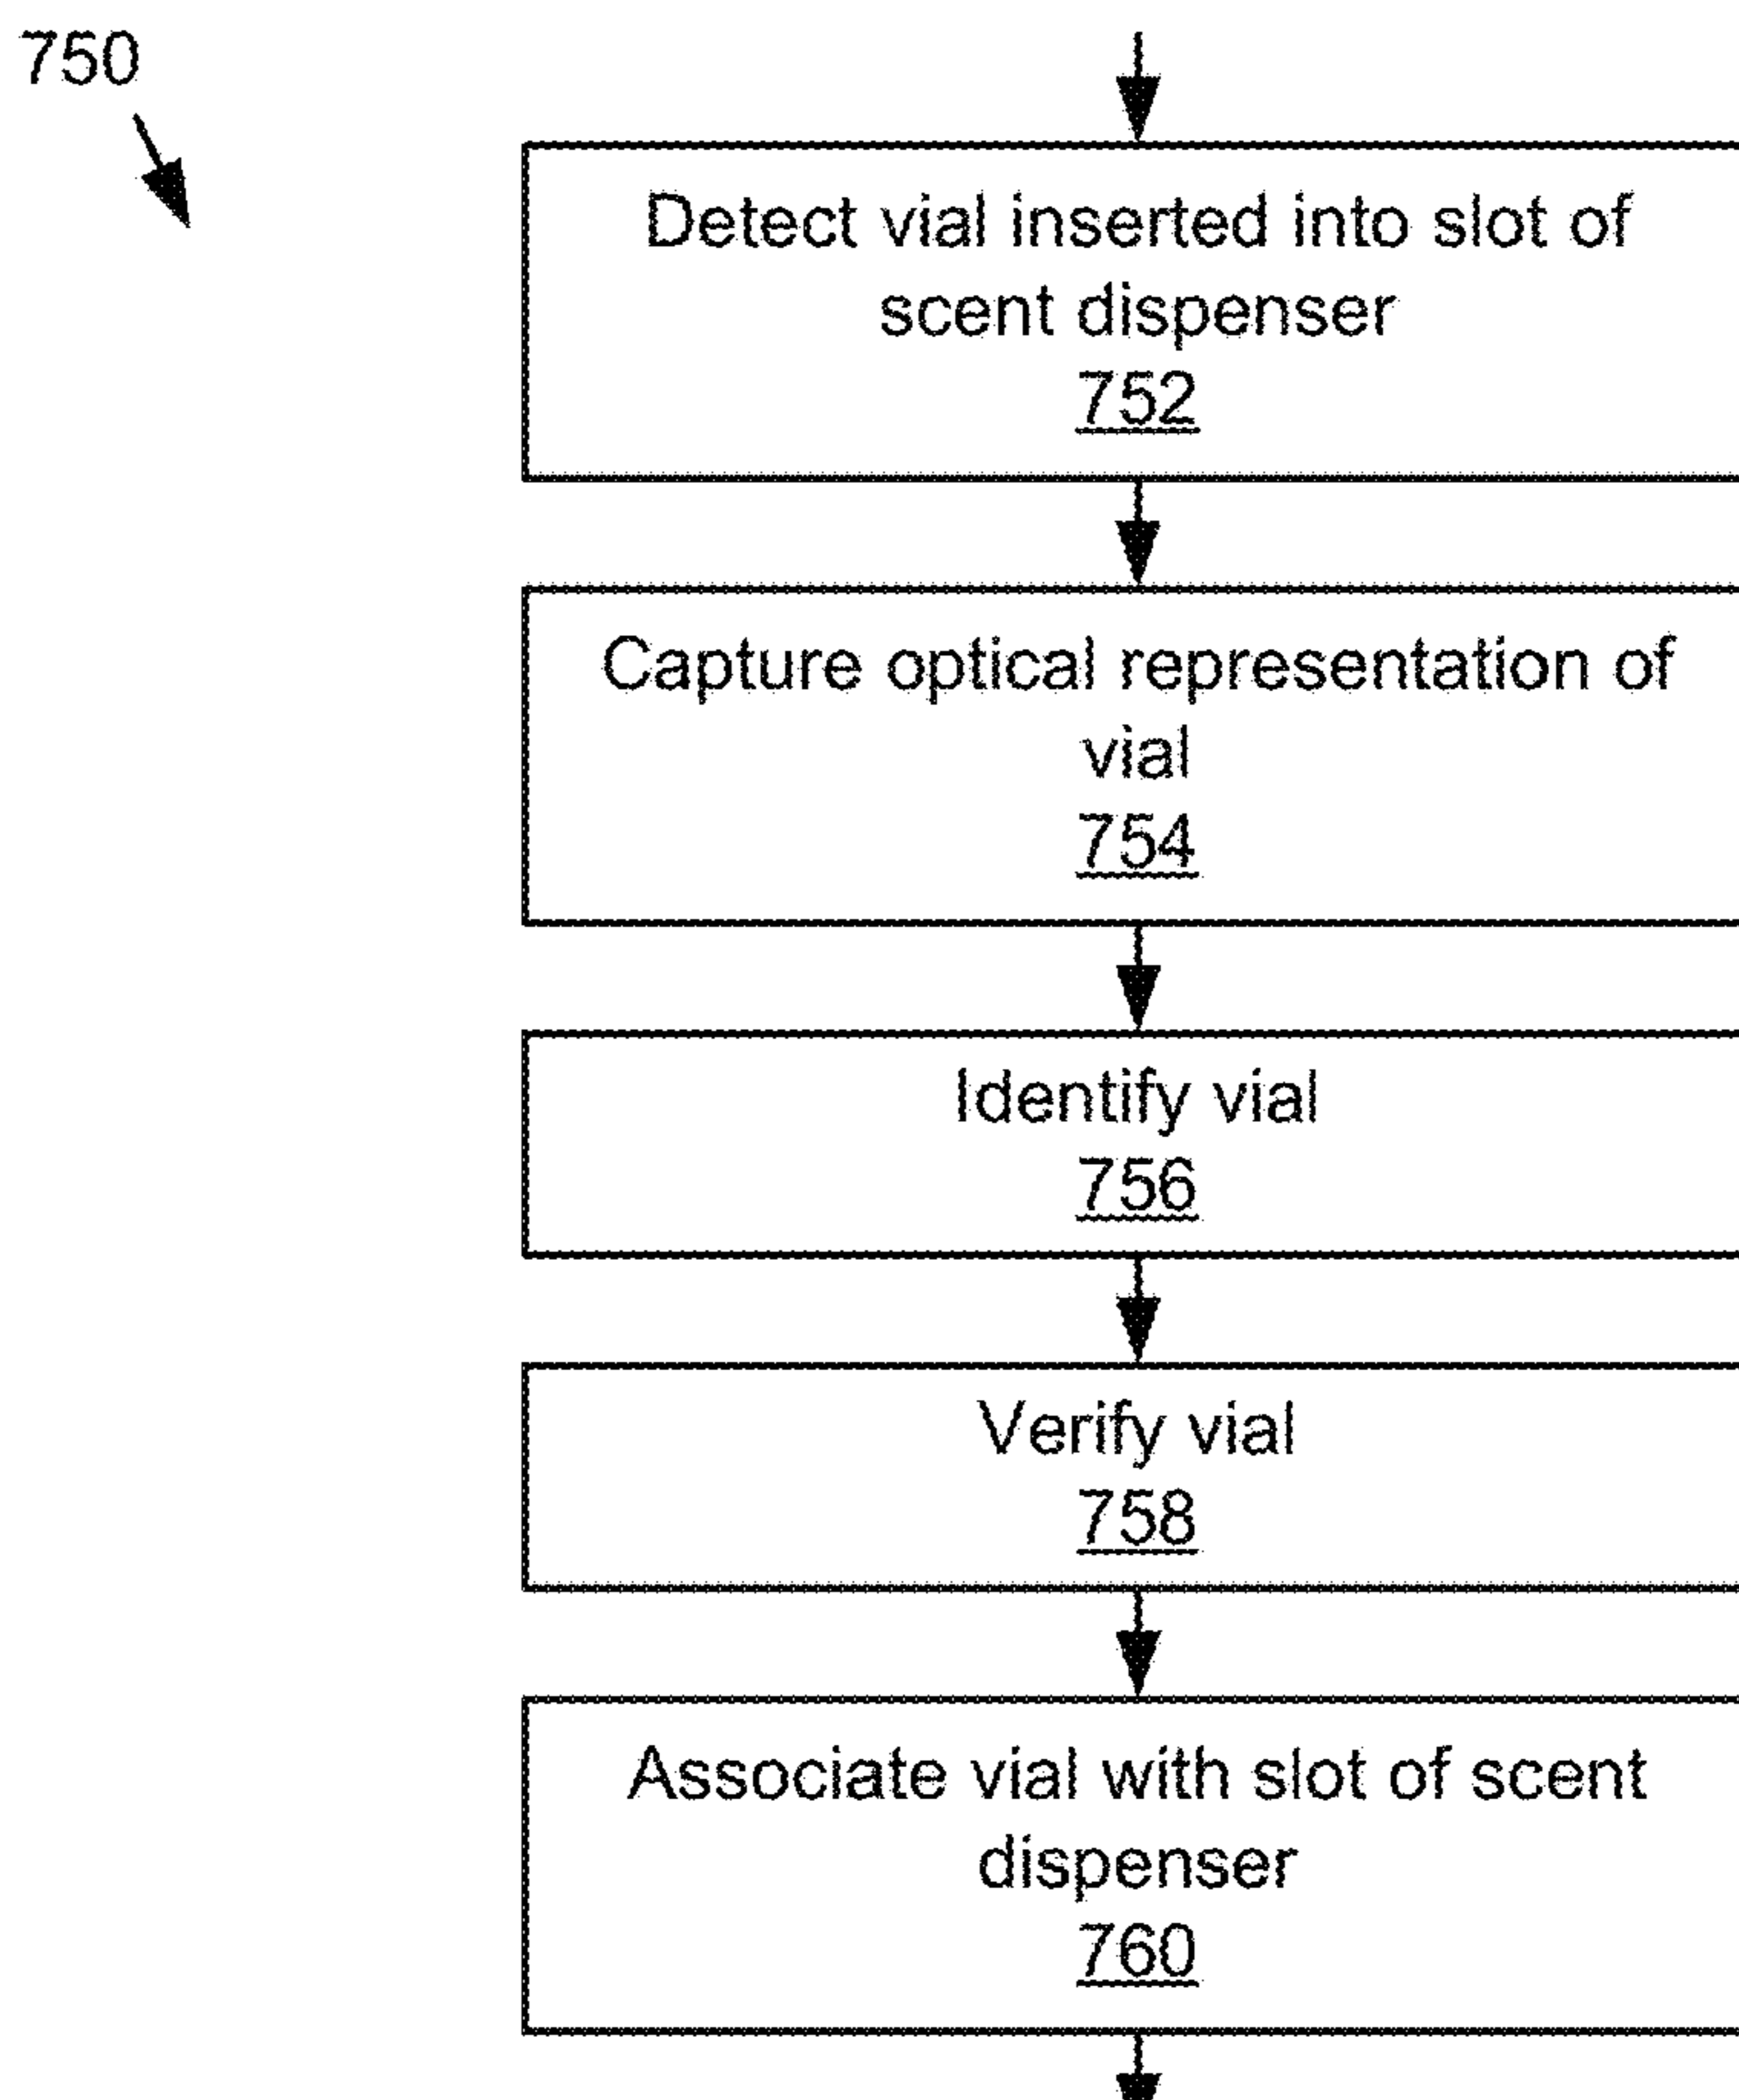 750
Detect vial inserted into slot of
scent dispenser
752
Capture optical representation of
vial
754
Identify vial
756
Verify vial
758
Associate vial with slot of scent
dispenser
760